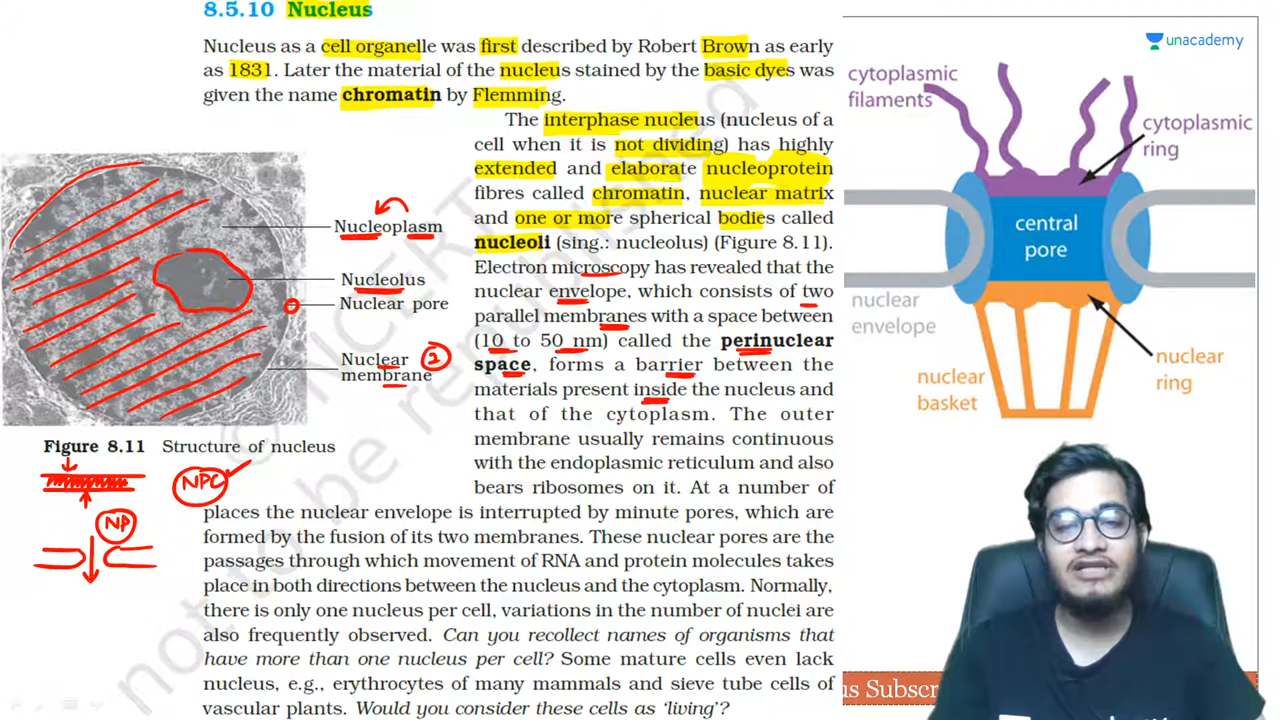 8.5.10 Nucleus
Nucleus as a cell organelle was first described by Robert Brown as early
as 1831. Later the material of the nucleus stained by the basic dyes was
given the name chromatin by Flemming.
The interphase nucleus (nucleus of a
cell when it is not dividing) has highly
extended and elaborate nucleoprotein
fibres called chromatin, nuclear matrix
and one or more spherical bodies called
nucleoli (sing.: nucleolus) (Figure 8.11).
Electron microscopy has revealed that the
nuclear envelope, which consists of two
parallel membranes with a space between
(10 to 50 nm) called the perinuclear
space, forms a barrier between the
materials present inside the nucleus and
that of the cytoplasm. The outer
membrane usually remains continuous
with the endoplasmic reticulum and also
bears ribosomes on it. At a number of
places the nuclear envelope is interrupted by minute pores, which are
formed by the fusion of its two membranes. These nuclear pores are the
passages through which movement of RNA and protein molecules takes
place in both directions between the nucleus and the cytoplasm. Normally,
there is only one nucleus per cell, variations in the number of nuclei are
also frequently observed. Can you recollect names of organisms that
have more than one nucleus per cell? Some mature cells even lack
nucleus, e.g., erythrocytes of many mammals and sieve tube cells of
vascular plants. Would you consider these cells as 'living'?
Nucleoplasm
Nucleolus
Nuclear pore
Nuclear
membrane
2
Figure 8.11 Structure of nucleus
NPC
NP
© NCERT
not to be republished
unacademy
cytoplasmic
filaments
cytoplasmic
ring
central
pore
nuclear
envelope
nuclear
ring
nuclear
basket
us Subscr